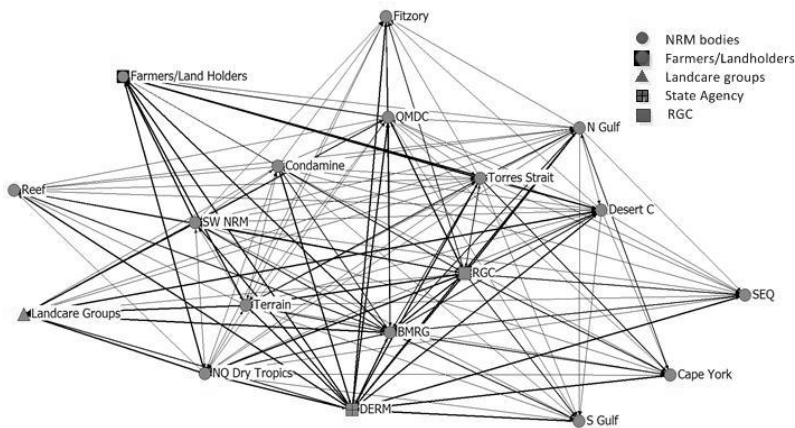 Fitzory
NRM bodies
Farmers/Landholders
Landcare groups
State Agency
RGC
Farmers/Land Holders
QMDC
N Gulf
Condamine
Torres Strait
Reef
Desert C
SW NRM
RGC
SEQ
Terrain
Landcare Groups
BMRG
NQ Dry Tropics
Cape York
DERM
S Gulf